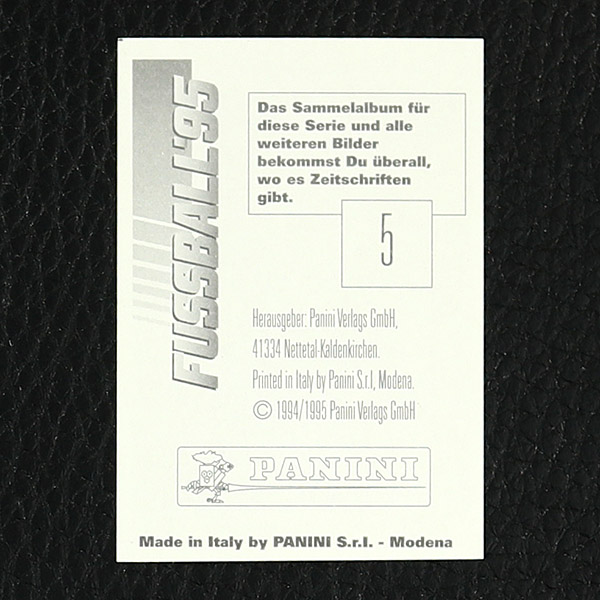 FUSSBALL'95
Das Sammelalbum für
diese Serie und alle
weiteren Bilder
bekommst Du überall,
wo es Zeitschriften
gibt.
5
Herausgeber: Panini Verlags GmbH,
41334 Nettetal-Kaldenkirchen.
Printed in Italy by Panini S.r.l, Modena.
© 1994/1995 Panini Verlags GmbH
PANINI
Made in Italy by PANINI S.r.l. - Modena